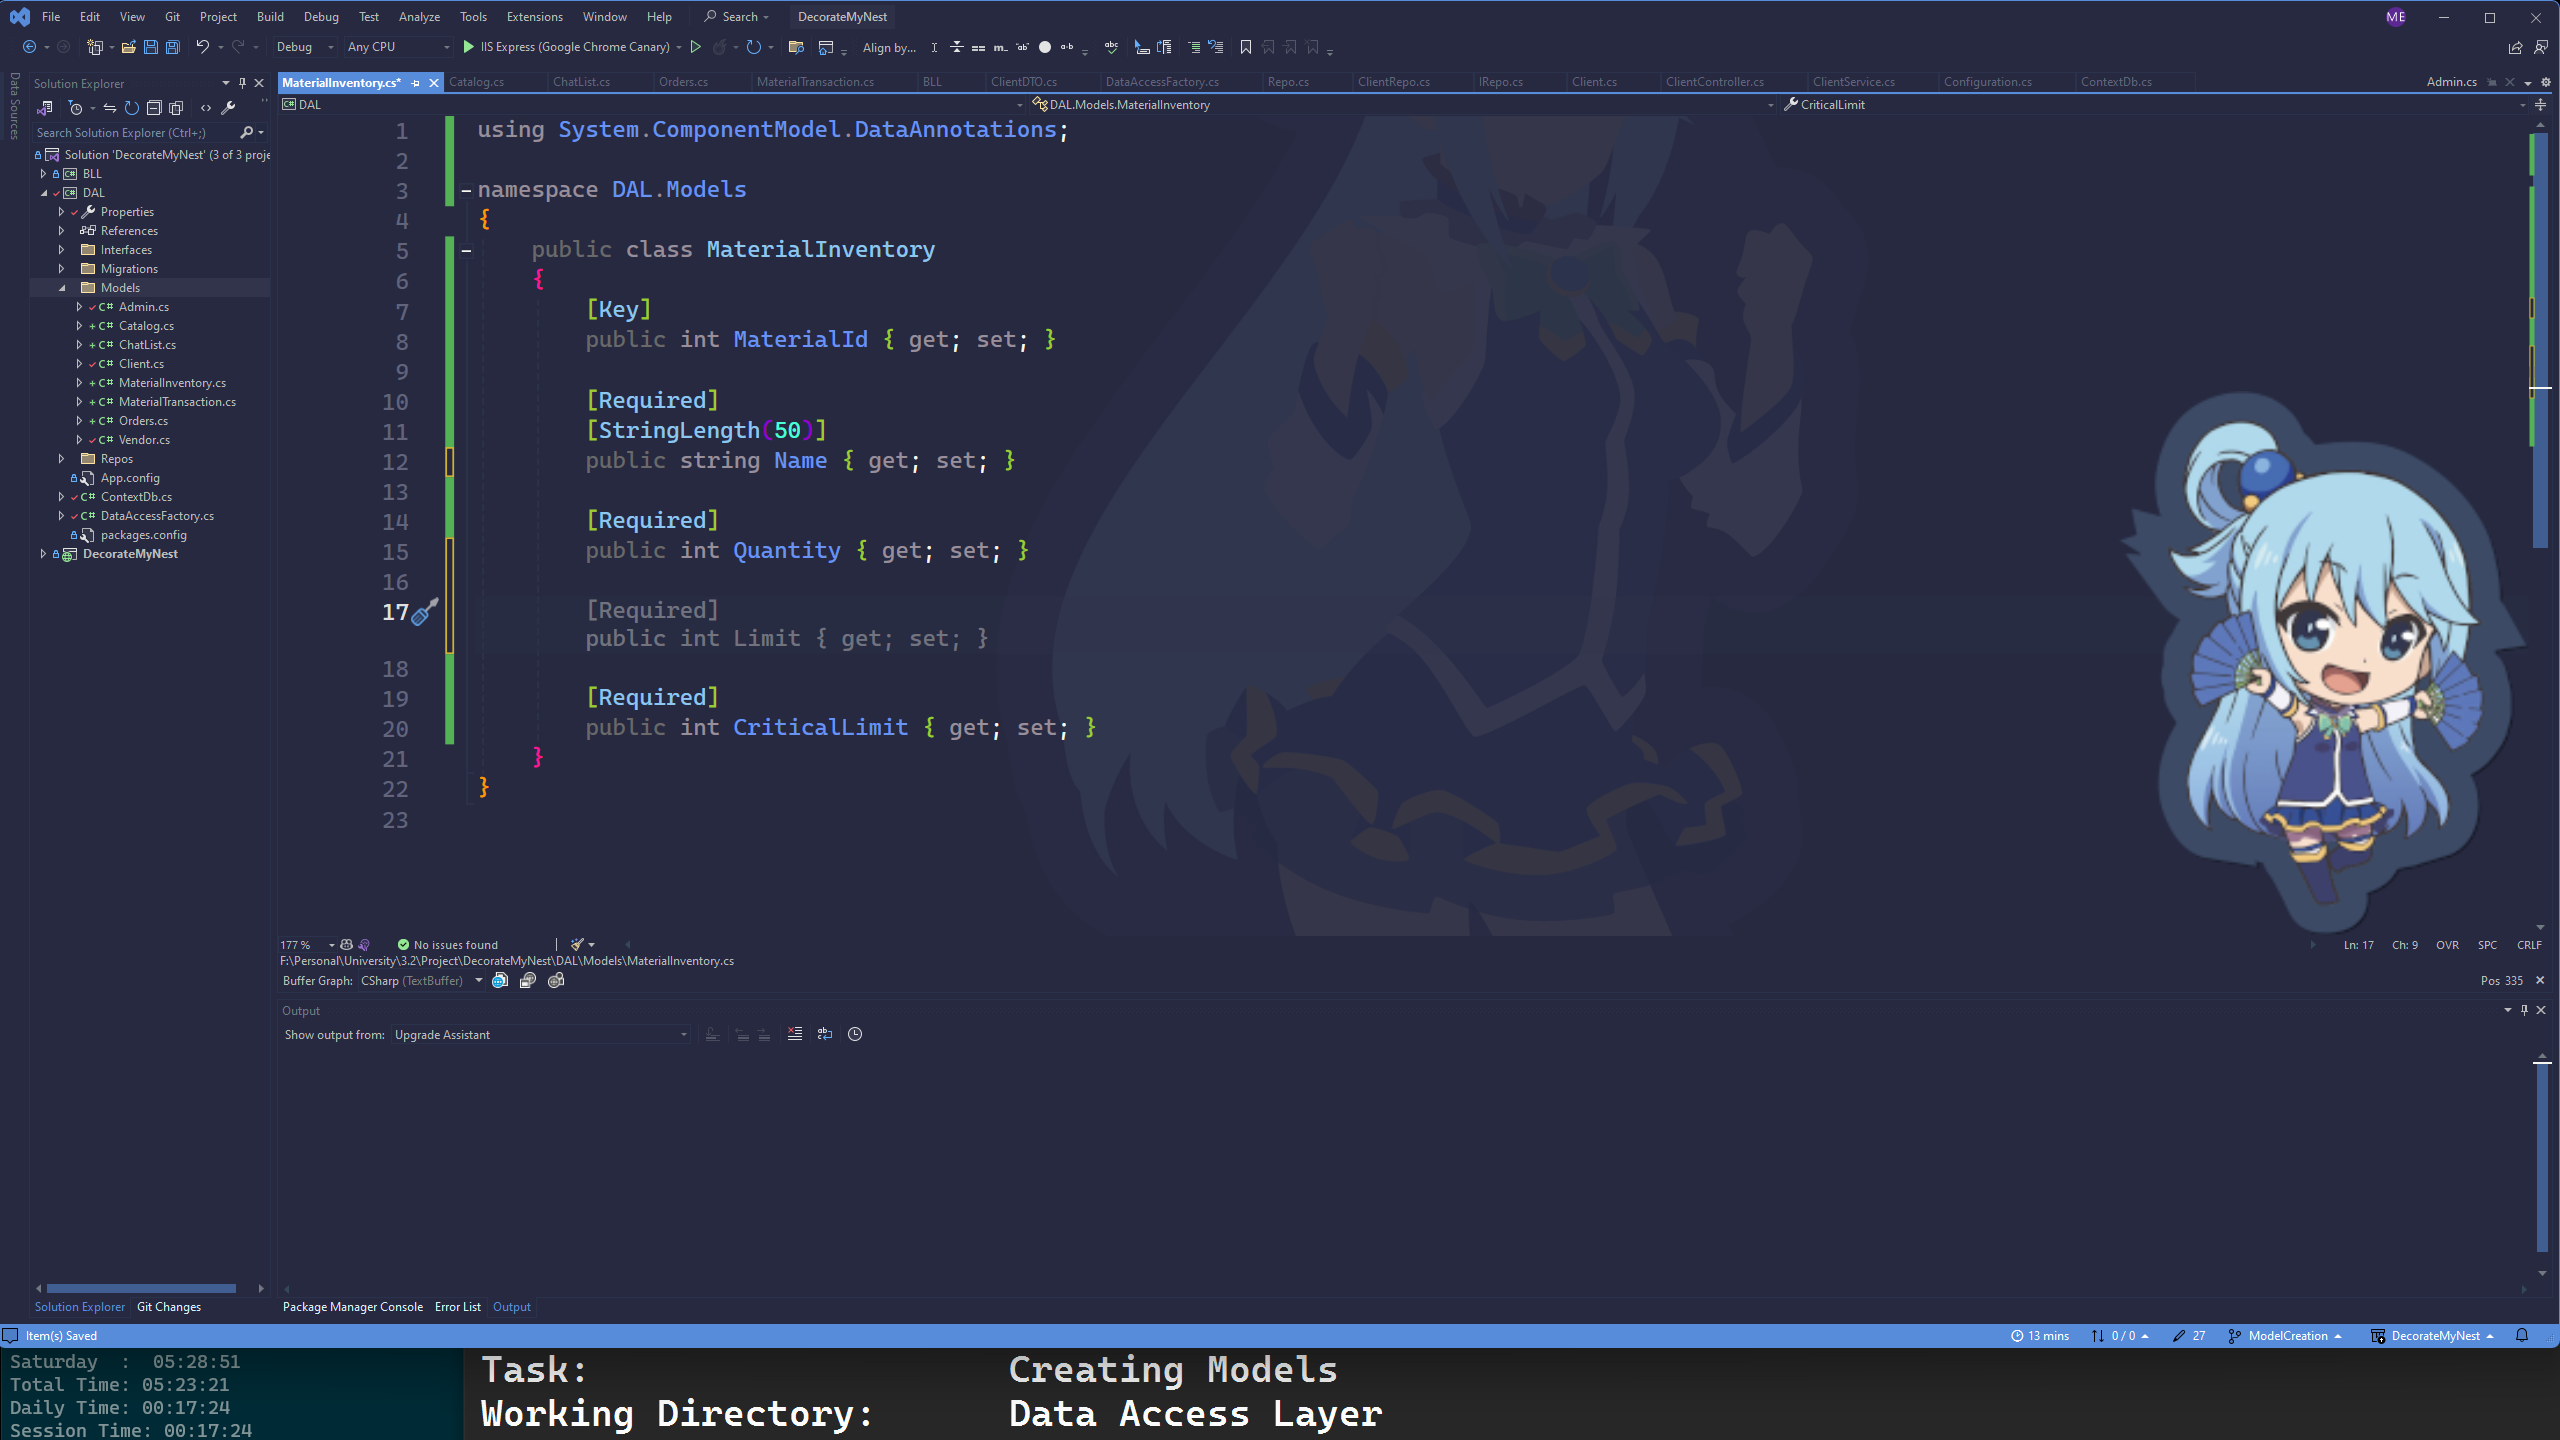 File Edit View Git Project Build Debug Test Analyze Tools Extensions Window Help Search DecorateMyNest ME
Debug Any CPU IIS Express (Google Chrome Canary) Align by...
Data Sources
Solution Explorer
Search Solution Explorer (Ctrl+;)
Solution 'DecorateMyNest' (3 of 3 proje
BLL
DAL
Properties
References
Interfaces
Migrations
Models
C# Admin.cs
C# Catalog.cs
C# ChatList.cs
C# Client.cs
C# MaterialInventory.cs
C# MaterialTransaction.cs
C# Orders.cs
C# Vendor.cs
Repos
App.config
C# ContextDb.cs
C# DataAccessFactory.cs
packages.config
DecorateMyNest
Solution Explorer Git Changes
MaterialInventory.cs* Catalog.cs ChatList.cs Orders.cs MaterialTransaction.cs BLL ClientDTO.cs DataAccessFactory.cs Repo.cs ClientRepo.cs IRepo.cs Client.cs ClientController.cs ClientService.cs Configuration.cs ContextDb.cs Admin.cs
DAL DAL.Models.MaterialInventory CriticalLimit
1 using System.ComponentModel.DataAnnotations;
2
3 namespace DAL.Models
4 {
5 public class MaterialInventory
6 {
7 [Key]
8 public int MaterialId { get; set; }
9
10 [Required]
11 [StringLength(50)]
12 public string Name { get; set; }
13
14 [Required]
15 public int Quantity { get; set; }
16
17 [Required]
public int Limit { get; set; }
18
19 [Required]
20 public int CriticalLimit { get; set; }
21 }
22 }
23
177 % No issues found Ln: 17 Ch: 9 OVR SPC CRLF
F:\Personal\University\3.2\Project\DecorateMyNest\DAL\Models\MaterialInventory.cs
Buffer Graph: CSharp (TextBuffer) Pos 335
Output
Show output from: Upgrade Assistant
Package Manager Console Error List Output
Item(s) Saved 13 mins 0 / 0 27 ModelCreation DecorateMyNest
Saturday : 05:28:51
Total Time: 05:23:21
Daily Time: 00:17:24
Session Time: 00:17:24
Task: Creating Models
Working Directory: Data Access Layer